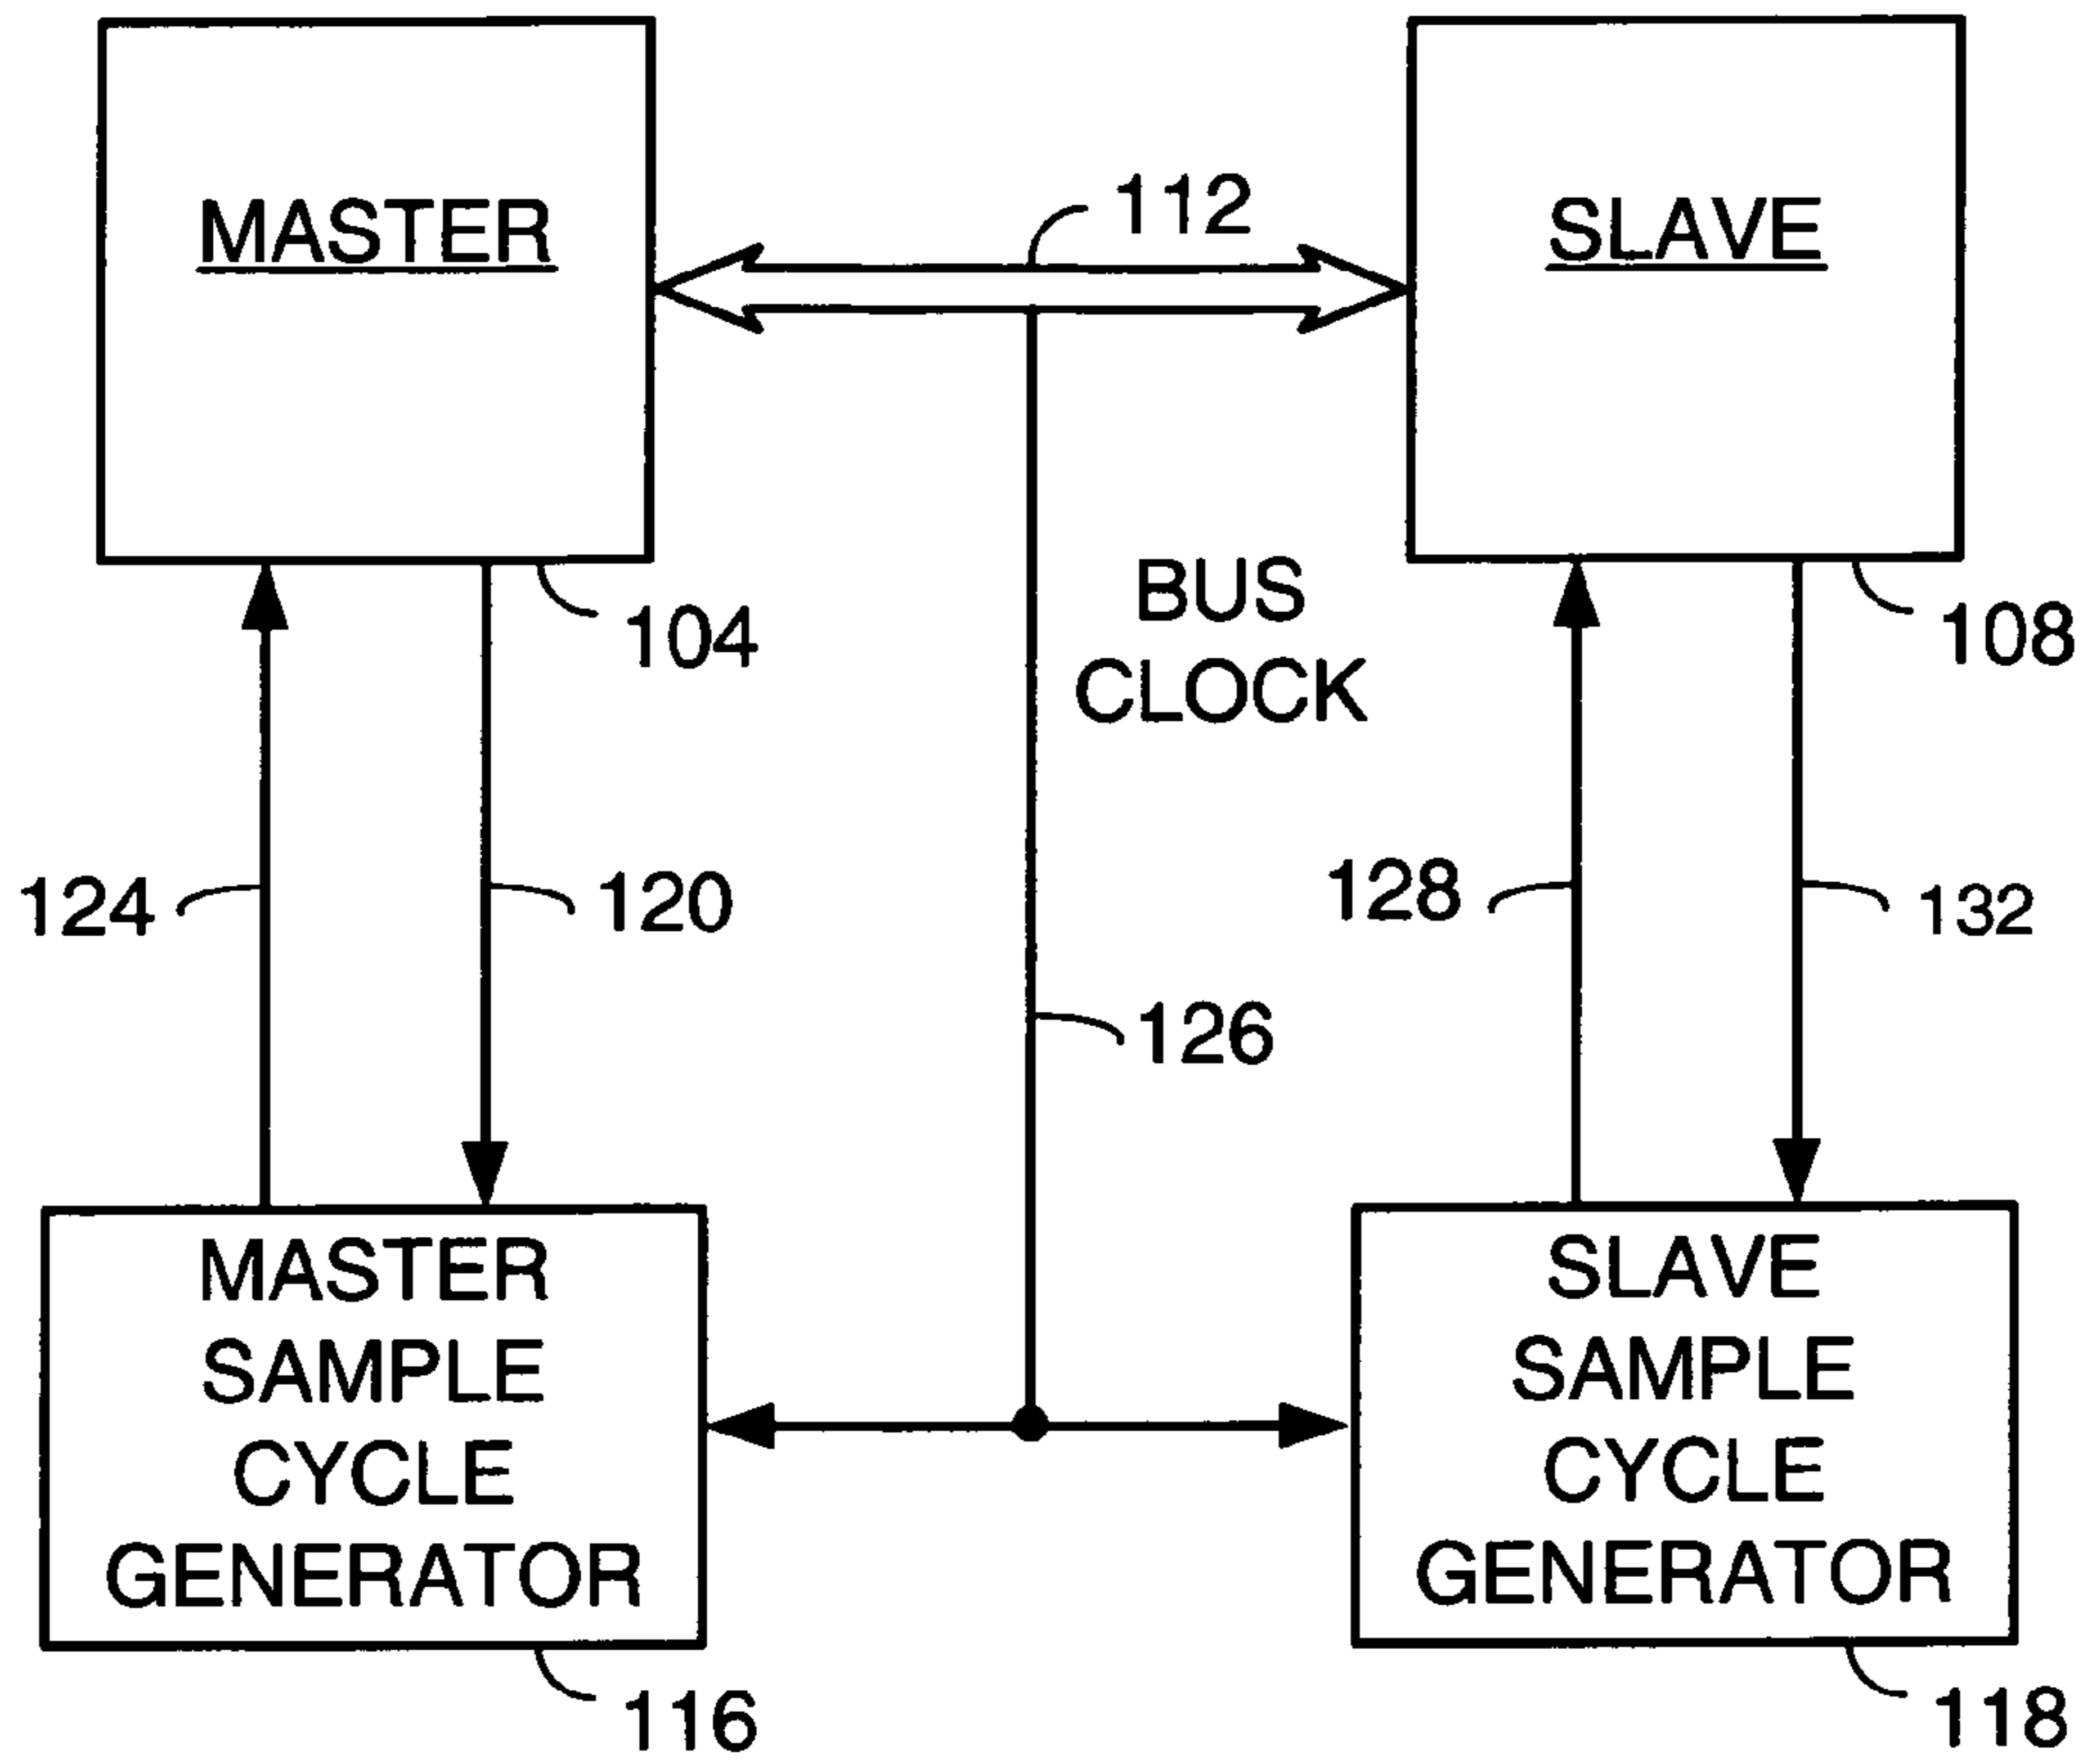 MASTER
112
SLAVE
104
BUS
CLOCK
108
124
120
128
132
126
MASTER
SAMPLE
CYCLE
GENERATOR
SLAVE
SAMPLE
CYCLE
GENERATOR
116
118